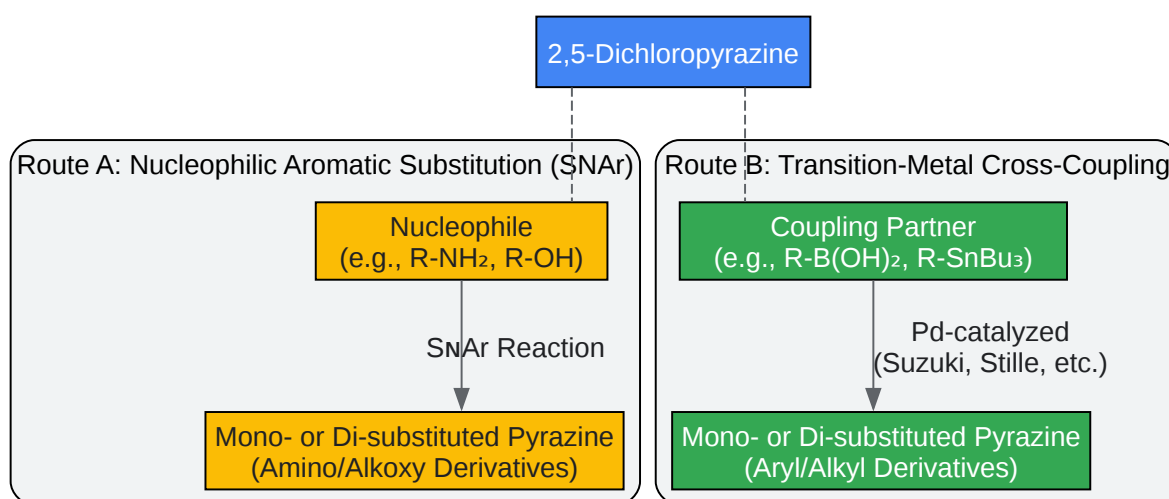 2,5-Dichloropyrazine
Route A: Nucleophilic Aromatic Substitution (SNAr)
Nucleophile
(e.g., R-NH₂, R-OH)
SɴAr Reaction
Mono- or Di-substituted Pyrazine
(Amino/Alkoxy Derivatives)
Route B: Transition-Metal Cross-Coupling
Coupling Partner
(e.g., R-B(OH)₂, R-SnBu₃)
Pd-catalyzed
(Suzuki, Stille, etc.)
Mono- or Di-substituted Pyrazine
(Aryl/Alkyl Derivatives)